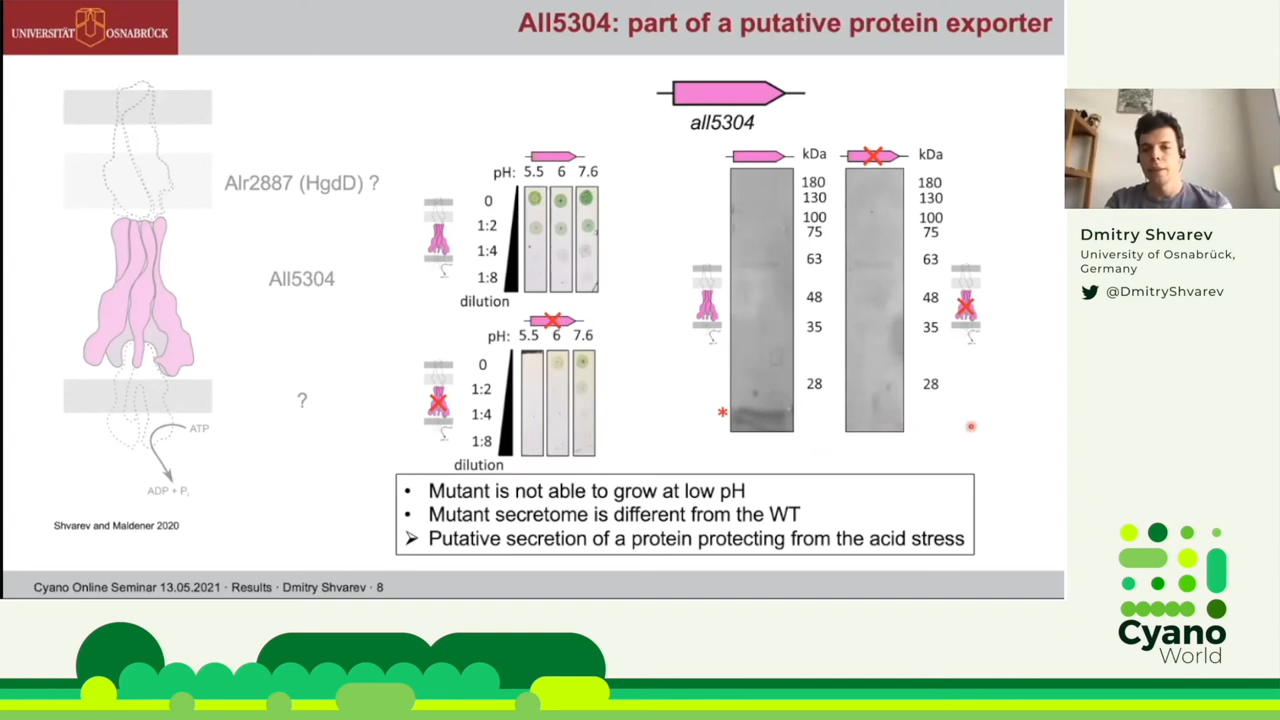 UNIVERSITÄT OSNABRÜCK
All5304: part of a putative protein exporter
all5304
Alr2887 (HgdD) ?
All5304
?
ATP
ADP + Pi
Shvarev and Maldener 2020
pH: 5.5 6 7.6
0
1:2
1:4
1:8
dilution
pH: 5.5 6 7.6
0
1:2
1:4
1:8
dilution
kDa
180
130
100
75
63
48
35
28
*
kDa
180
130
100
75
63
48
35
28
• Mutant is not able to grow at low pH
• Mutant secretome is different from the WT
➢ Putative secretion of a protein protecting from the acid stress
Cyano Online Seminar 13.05.2021 · Results · Dmitry Shvarev · 8
Dmitry Shvarev
University of Osnabrück,
Germany
@DmitryShvarev
Cyano
World